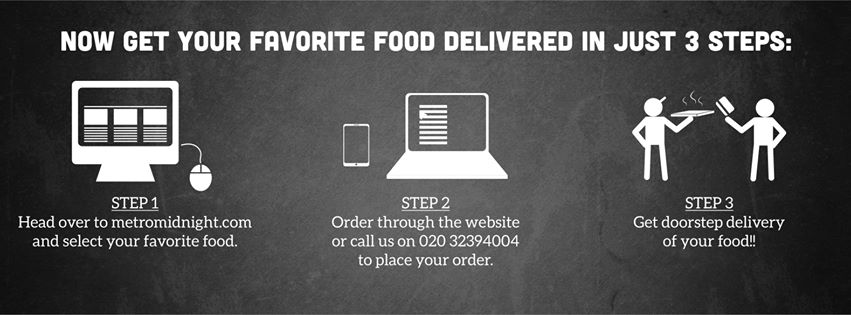 NOW GET YOUR FAVORITE FOOD DELIVERED IN JUST 3 STEPS:
STEP 1
Head over to metromidnight.com
and select your favorite food.
STEP 2
Order through the website
or call us on 020 32394004
to place your order.
STEP 3
Get doorstep delivery
of your food!!